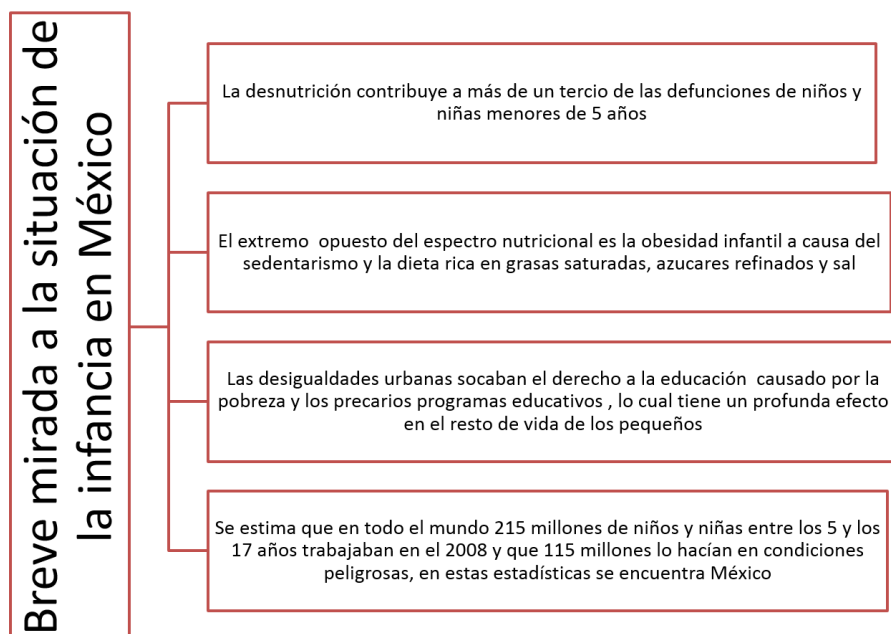 Breve mirada a la situación de
la infancia en México
La desnutrición contribuye a más de un tercio de las defunciones de niños y
niñas menores de 5 años
El extremo opuesto del espectro nutricional es la obesidad infantil a causa del
sedentarismo y la dieta rica en grasas saturadas, azucares refinados y sal
Las desigualdades urbanas socaban el derecho a la educación causado por la
pobreza y los precarios programas educativos , lo cual tiene un profunda efecto
en el resto de vida de los pequeños
Se estima que en todo el mundo 215 millones de niños y niñas entre los 5 y los
17 años trabajaban en el 2008 y que 115 millones lo hacían en condiciones
peligrosas, en estas estadísticas se encuentra México